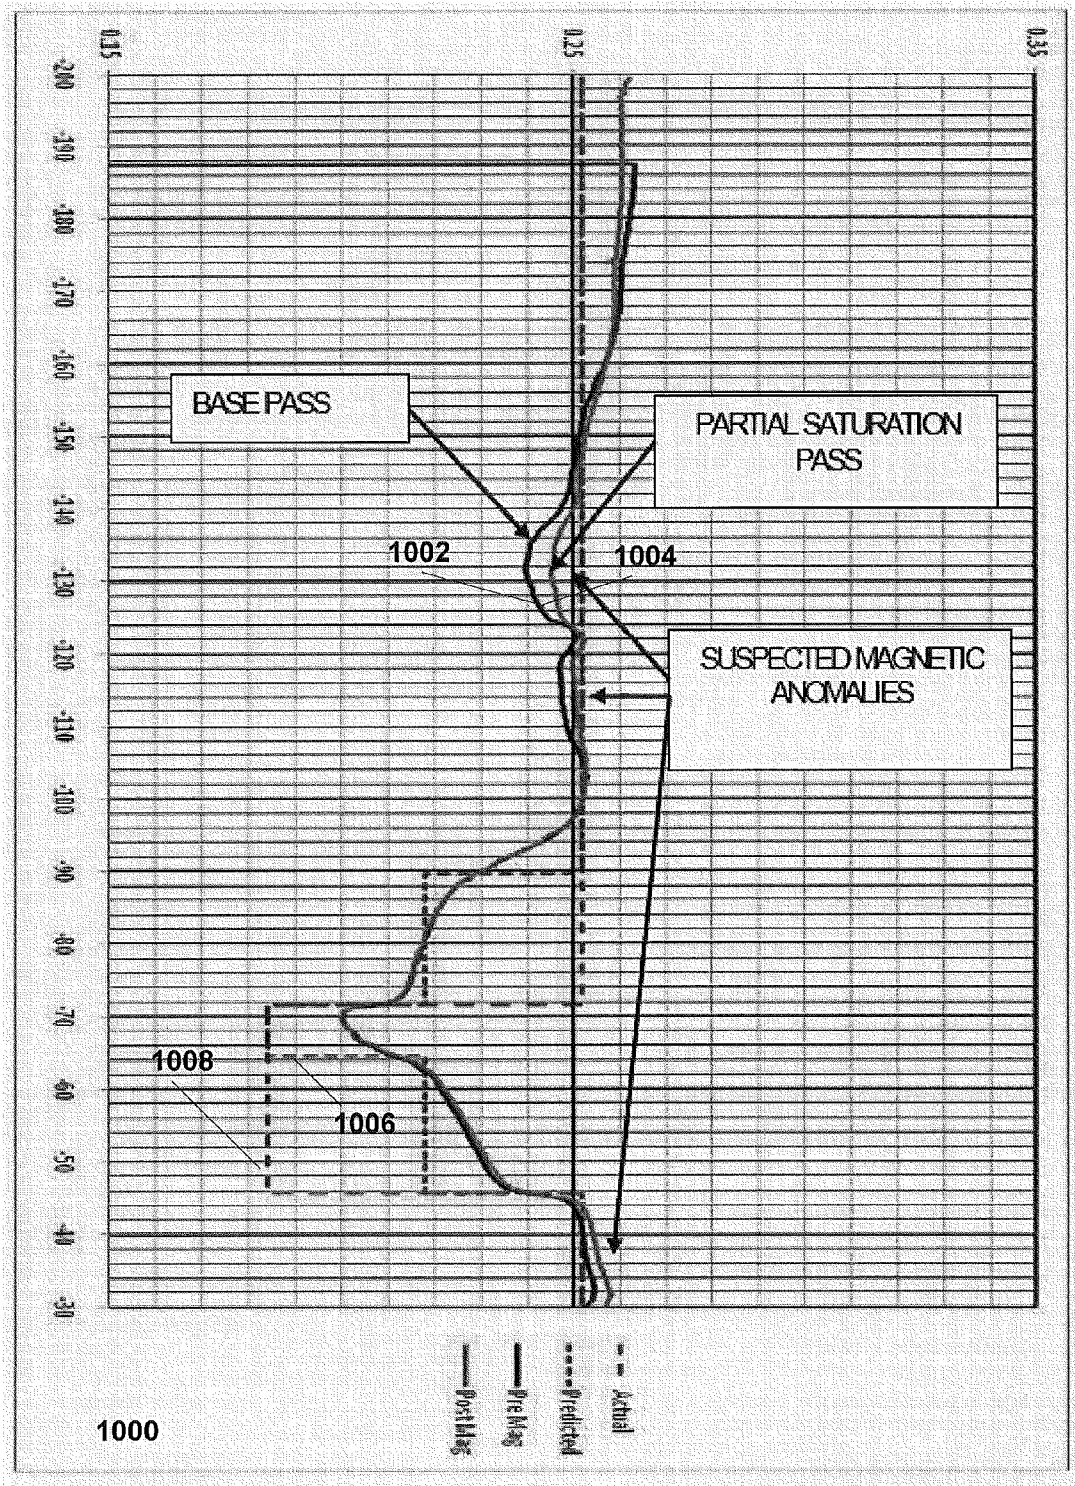 0.15
0.25
0.35
-200
-190
-180
-170
-160
BASE PASS
PARTIAL SATURATION
PASS
-150
-140
1002
1004
-130
SUSPECTED MAGNETIC
ANOMALIES
-120
-110
-100
-90
-80
-70
1008
-60
1006
-50
-40
-30
Actual
Predicted
Pre Mag
Post Mag
1000